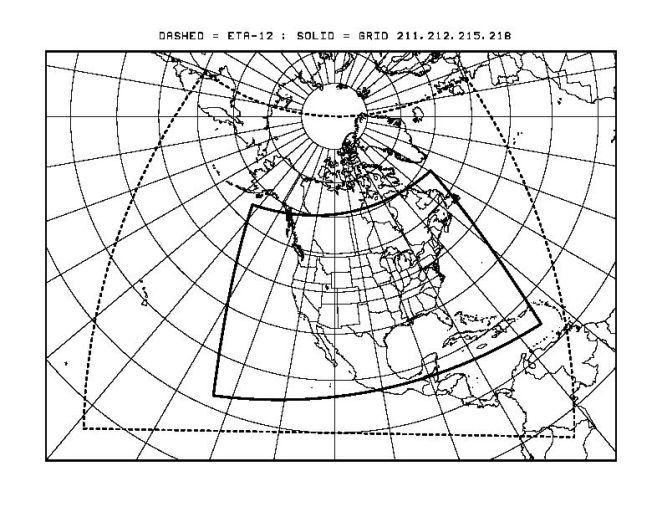 DASHED = ETA-12 : SOLID = GRID 211,212,215,218